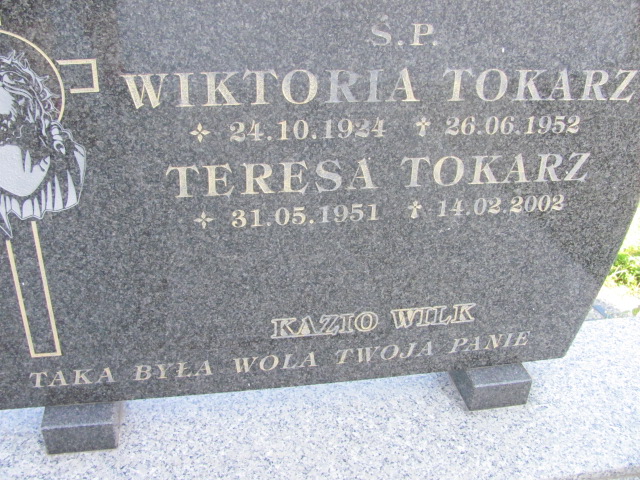 Ś.P.
WIKTORIA TOKARZ
✧ 24.10.1924 ✝ 26.06.1952
TERESA TOKARZ
✧ 31.05.1951 ✝ 14.02.2002
KAZIO WILK
TAKA BYŁA WOLA TWOJA PANIE